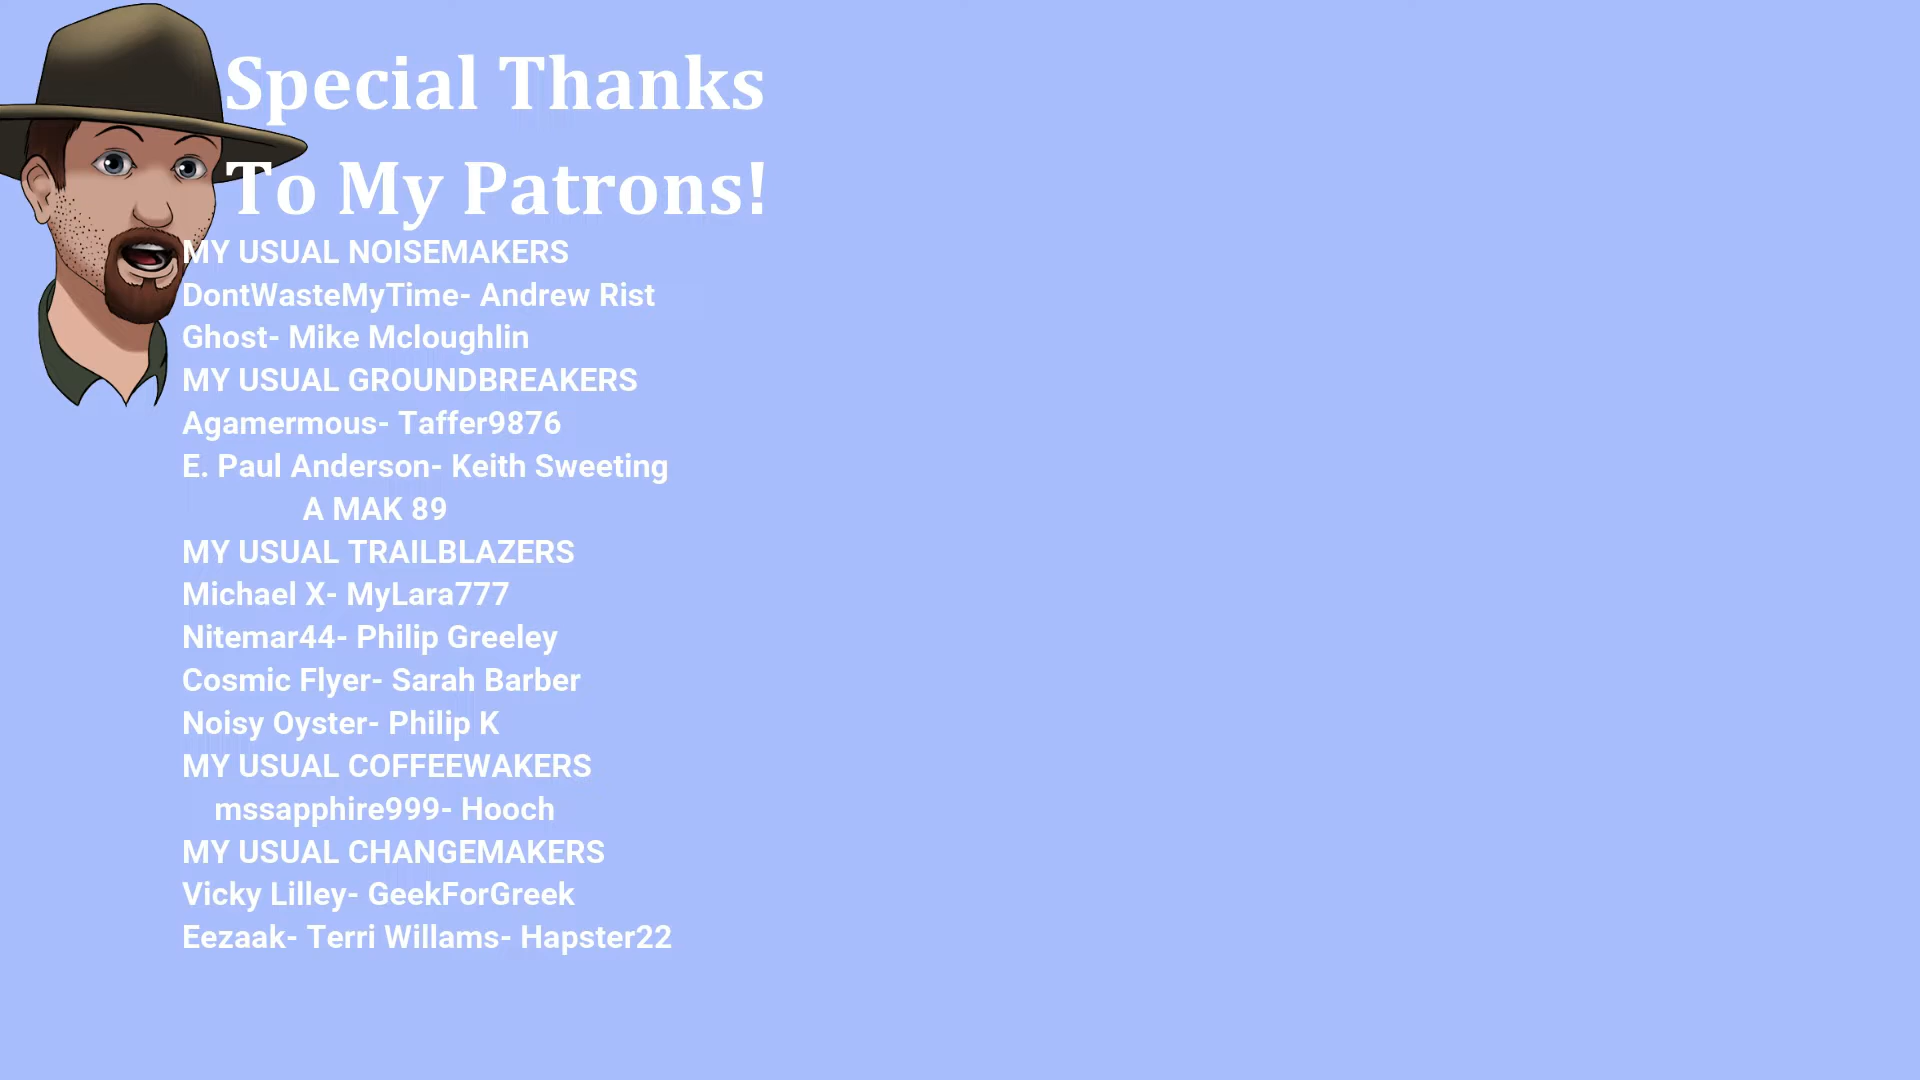 Special Thanks
To My Patrons!
MY USUAL NOISEMAKERS
DontWasteMyTime- Andrew Rist
Ghost- Mike Mcloughlin
MY USUAL GROUNDBREAKERS
Agamermous- Taffer9876
E. Paul Anderson- Keith Sweeting
A MAK 89
MY USUAL TRAILBLAZERS
Michael X- MyLara777
Nitemar44- Philip Greeley
Cosmic Flyer- Sarah Barber
Noisy Oyster- Philip K
MY USUAL COFFEEWAKERS
mssapphire999- Hooch
MY USUAL CHANGEMAKERS
Vicky Lilley- GeekForGreek
Eezaak- Terri Willams- Hapster22